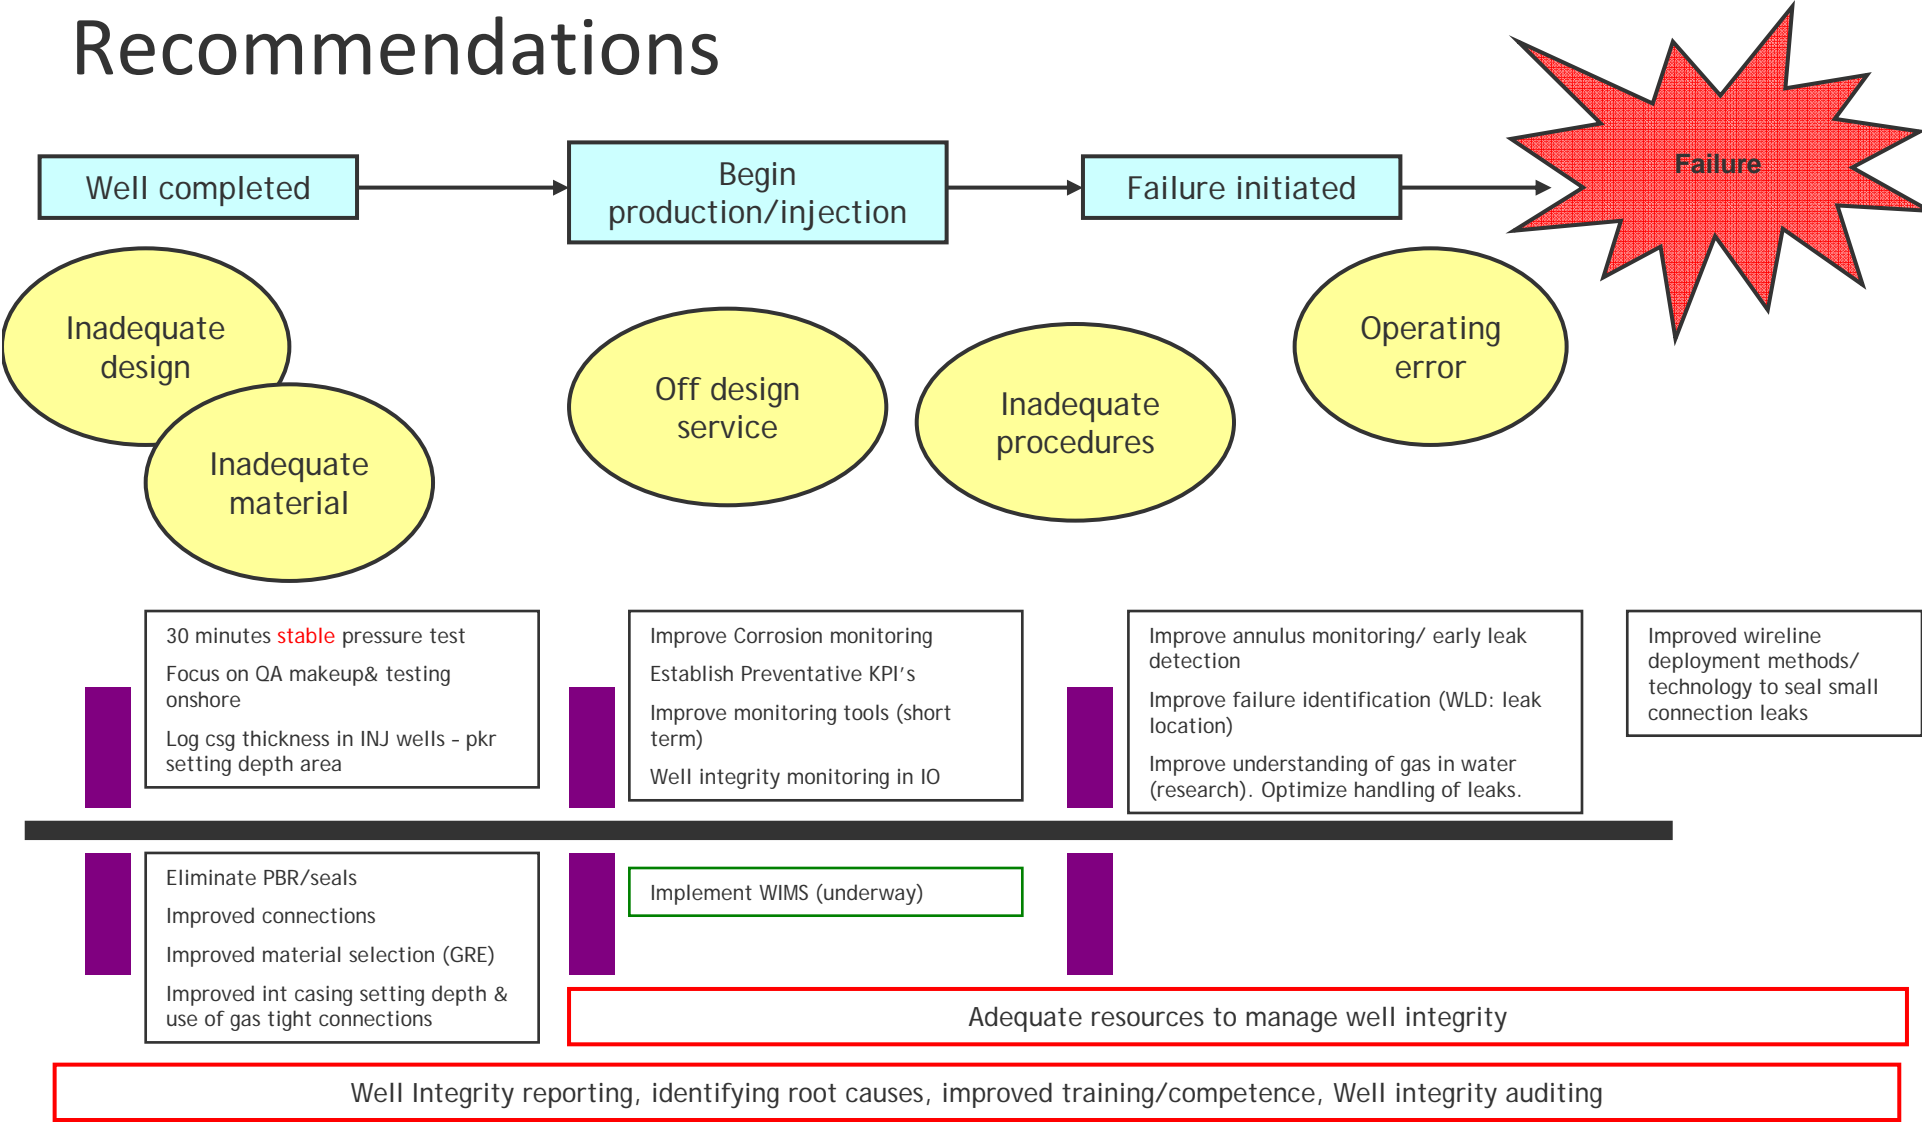 Recommendations
Well completed
Begin
production/injection
Failure initiated
Failure
Inadequate
design
Inadequate
material
Off design
service
Inadequate
procedures
Operating
error
30 minutes stable pressure test
Focus on QA makeup& testing
onshore
Log csg thickness in INJ wells – pkr
setting depth area
Improve Corrosion monitoring
Establish Preventative KPI's
Improve monitoring tools (short
term)
Well integrity monitoring in IO
Improve annulus monitoring/ early leak
detection
Improve failure identification (WLD: leak
location)
Improve understanding of gas in water
(research). Optimize handling of leaks.
Improved wireline
deployment methods/
technology to seal small
connection leaks
Eliminate PBR/seals
Improved connections
Improved material selection (GRE)
Improved int casing setting depth &
use of gas tight connections
Implement WIMS (underway)
Adequate resources to manage well integrity
Well Integrity reporting, identifying root causes, improved training/competence, Well integrity auditing